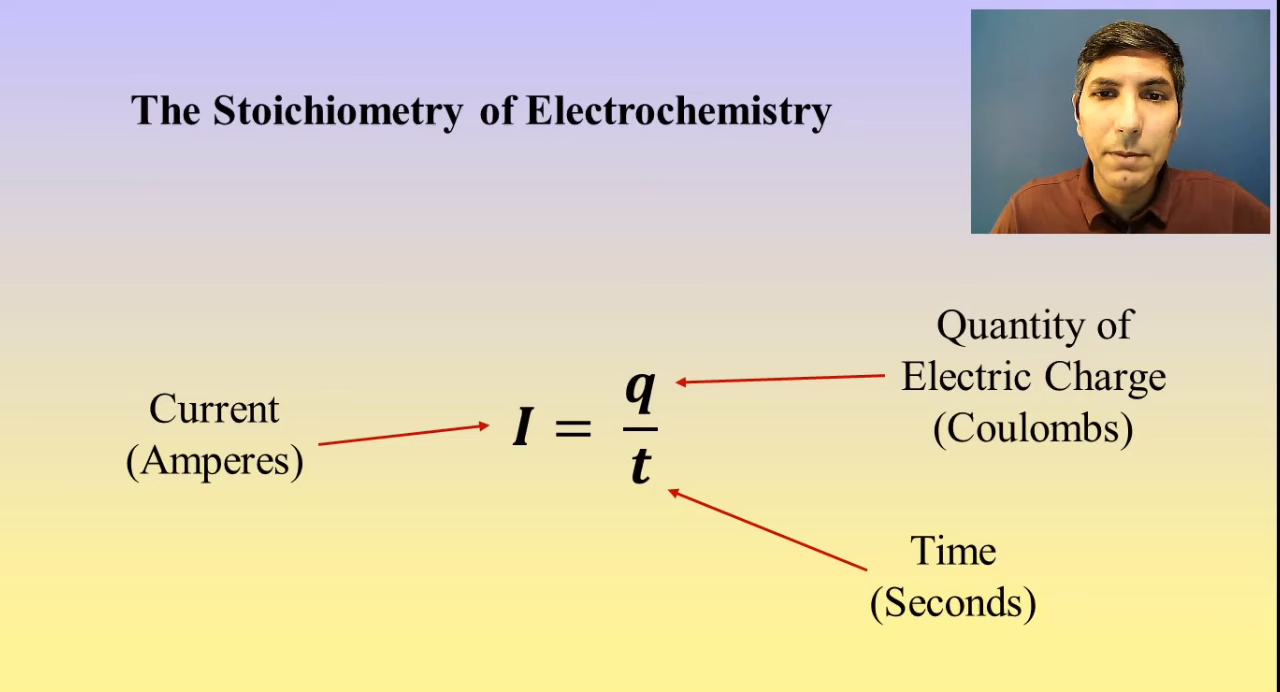 The Stoichiometry of Electrochemistry
Quantity of
Electric Charge
(Coulombs)
Current
(Amperes)
I = q/t
Time
(Seconds)